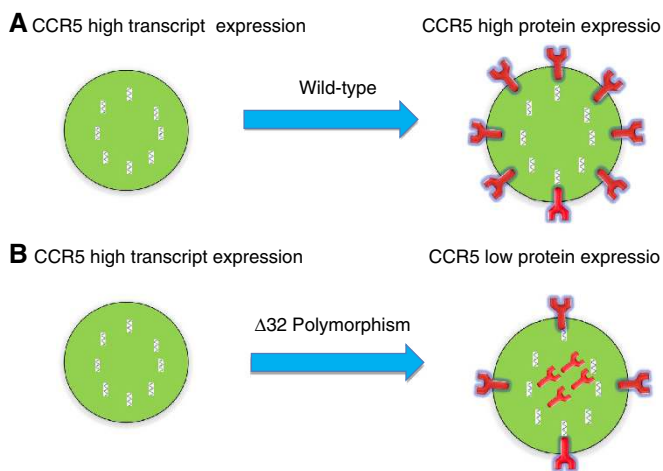 A CCR5 high transcript expression
CCR5 high protein expressio
Wild-type
B CCR5 high transcript expression
CCR5 low protein expressio
Δ32 Polymorphism